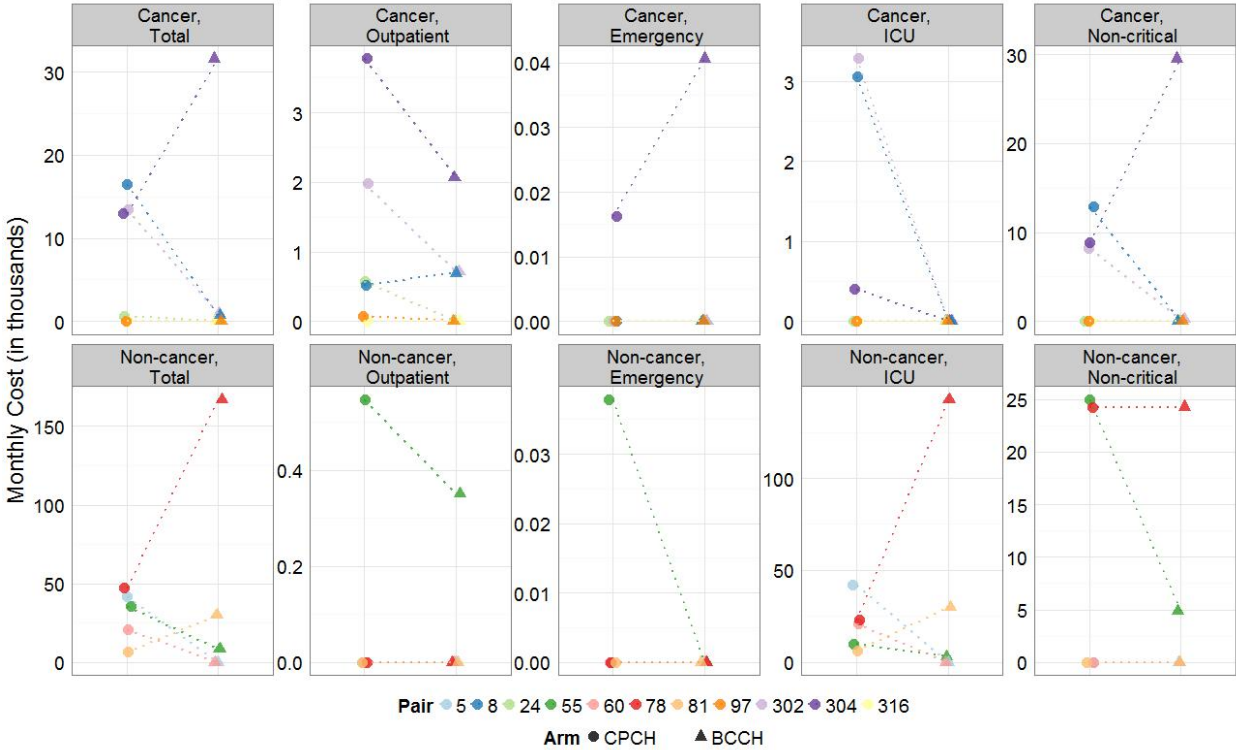 Monthly Cost (in thousands)
Cancer,
Total
Cancer,
Outpatient
Cancer,
Emergency
Cancer,
ICU
Cancer,
Non-critical
30
20
10
0
3
2
1
0
0.04
0.03
0.02
0.01
0.00
3
2
1
0
30
20
10
0
Non-cancer,
Total
Non-cancer,
Outpatient
Non-cancer,
Emergency
Non-cancer,
ICU
Non-cancer,
Non-critical
150
100
50
0
0.4
0.2
0.0
0.03
0.02
0.01
0.00
100
50
0
25
20
15
10
5
0
Pair 5 8 24 55 60 78 81 97 302 304 316
Arm CPCH BCCH